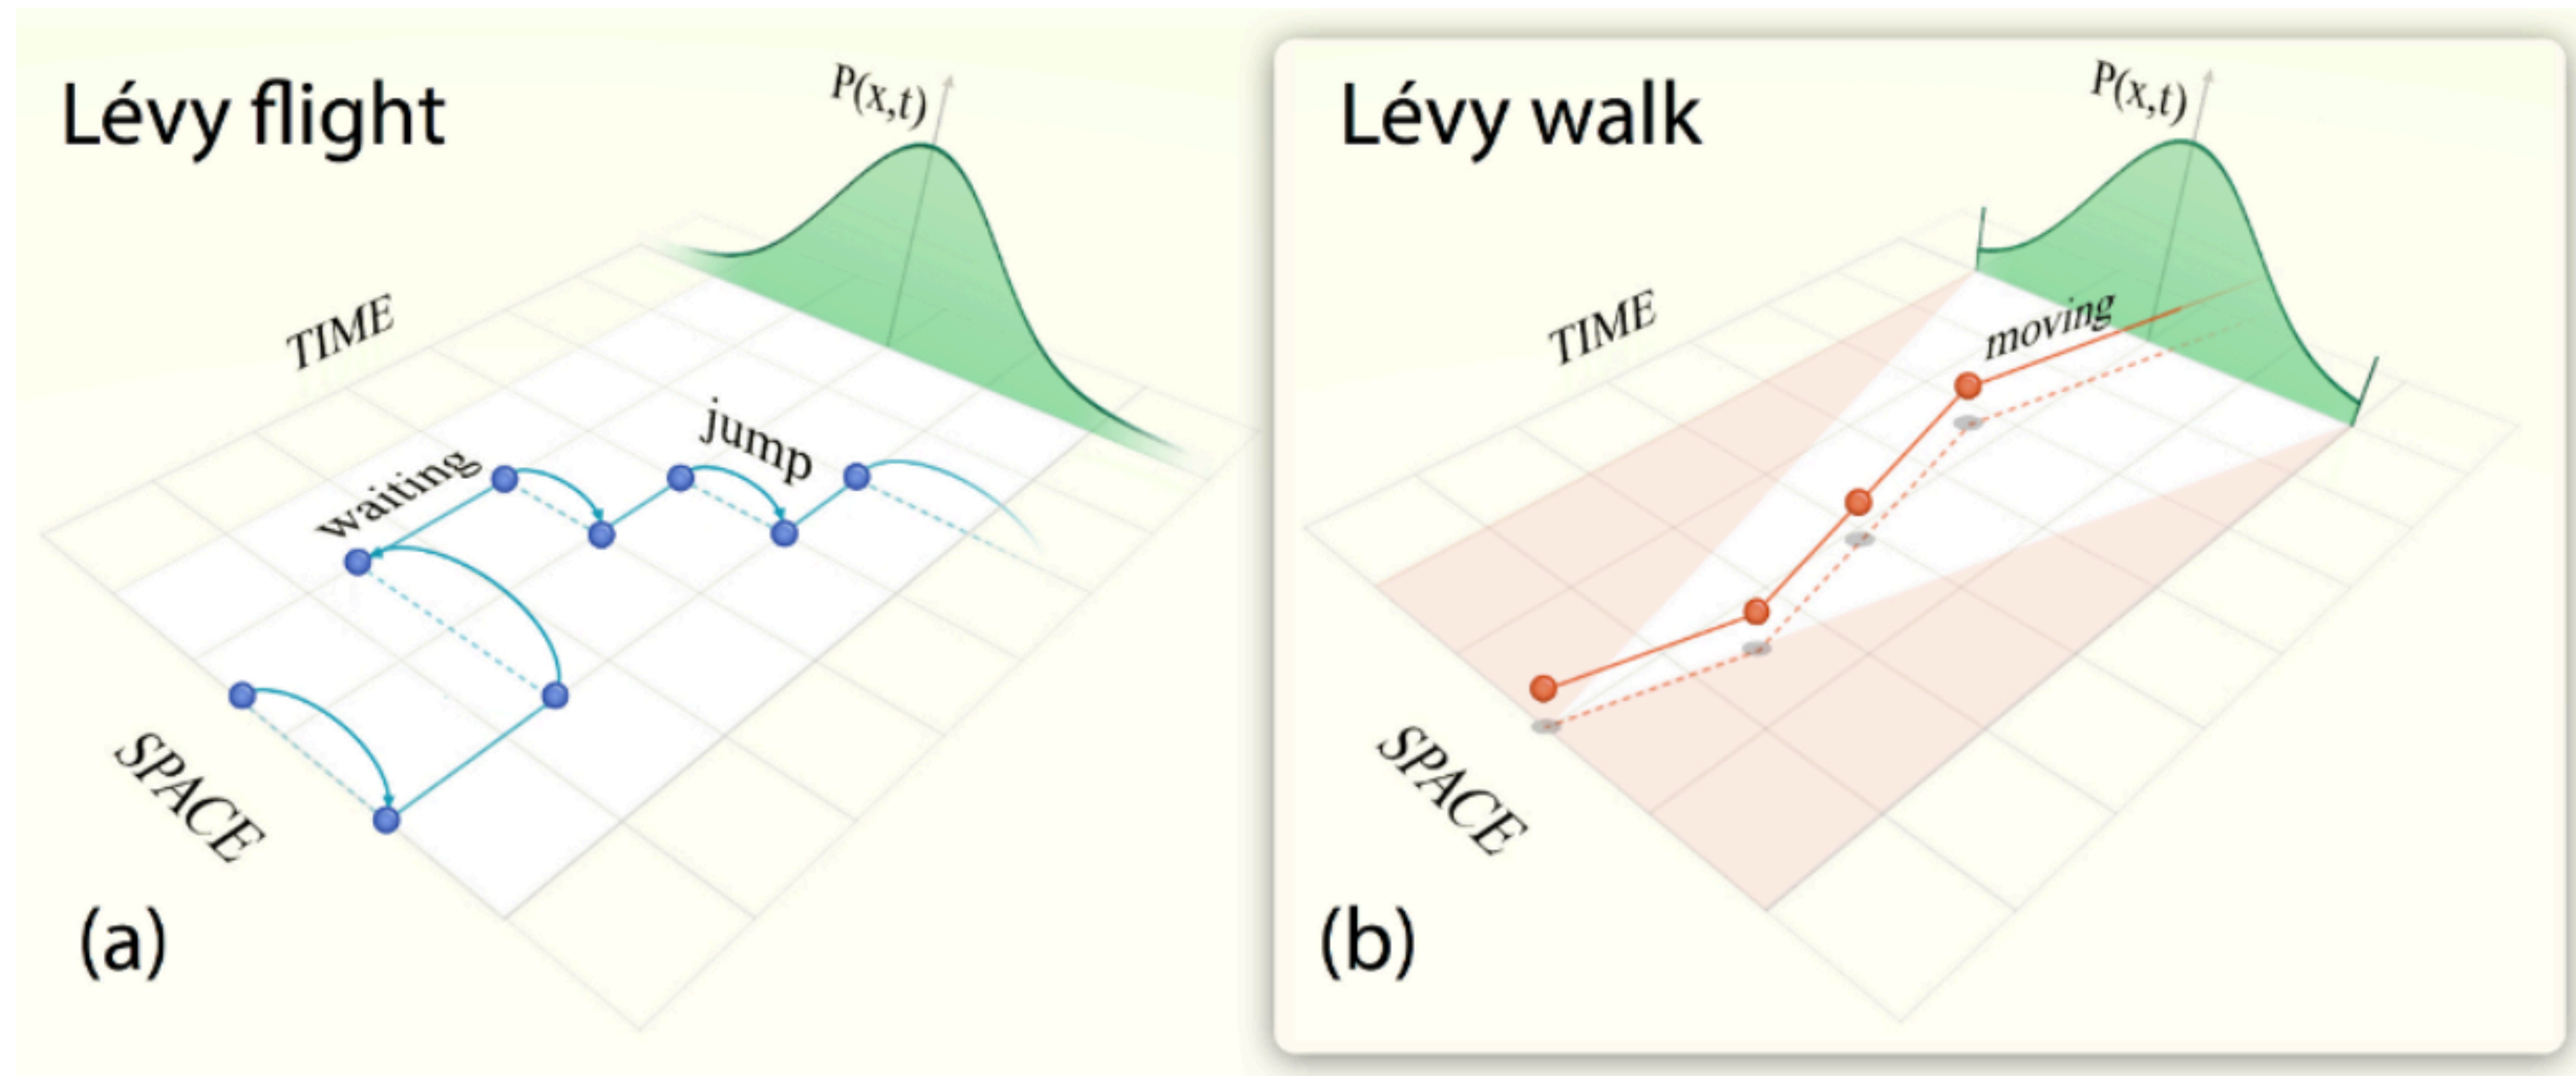 Lévy flight
P(x,t)
TIME
waiting
jump
SPACE
(a)
Lévy walk
P(x,t)
TIME
moving
SPACE
(b)